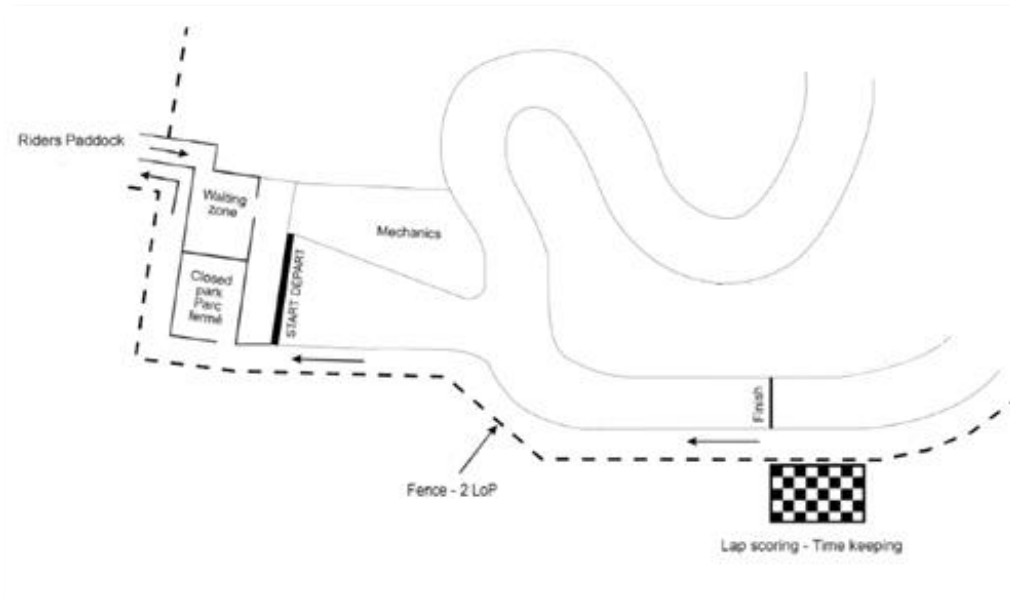 Riders Paddock
Waiting
zone
Mechanics
Closed
park
Parc
fermé
START DEPART
Finish
Fence - 2 LoP
Lap scoring - Time keeping